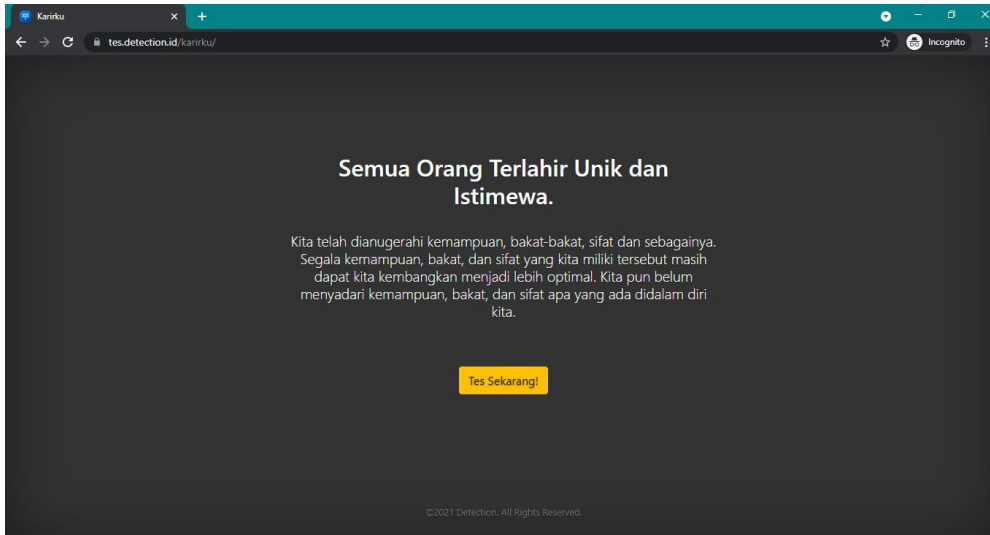 Karirku
tes.detection.id/karirku/
Incognito
Semua Orang Terlahir Unik dan
Istimewa.
Kita telah dianugerahi kemampuan, bakat-bakat, sifat dan sebagainya.
Segala kemampuan, bakat, dan sifat yang kita miliki tersebut masih
dapat kita kembangkan menjadi lebih optimal. Kita pun belum
menyadari kemampuan, bakat, dan sifat apa yang ada didalam diri
kita.
Tes Sekarang!
©2021 Detection. All Rights Reserved.